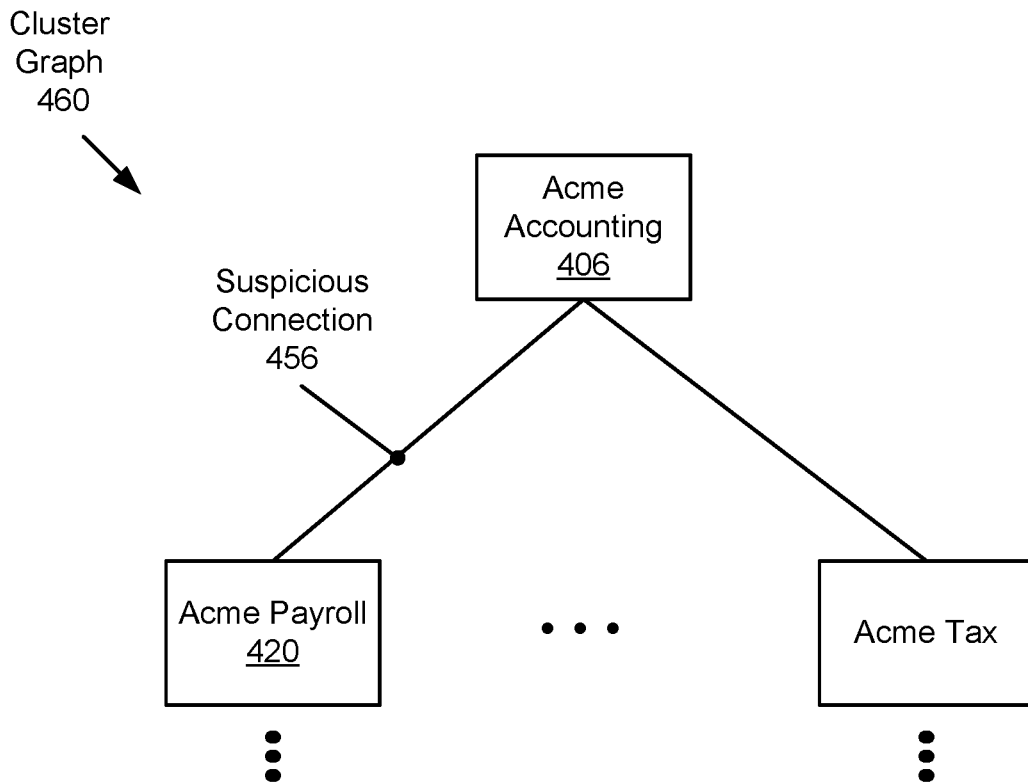 Cluster
Graph
460
Acme
Accounting
406
Suspicious
Connection
456
Acme Payroll
420
Acme Tax